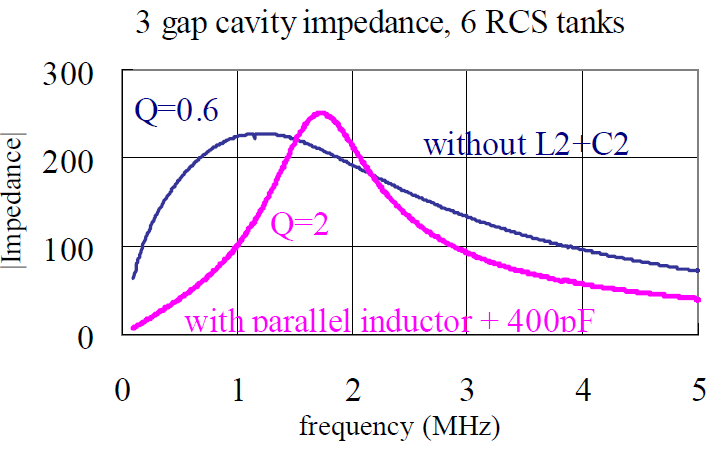 3 gap cavity impedance, 6 RCS tanks
300
Q=0.6
without L2+C2
200
|Impedance|
Q=2
100
with parallel inductor + 400pF
0
0 1 2 3 4 5
frequency (MHz)